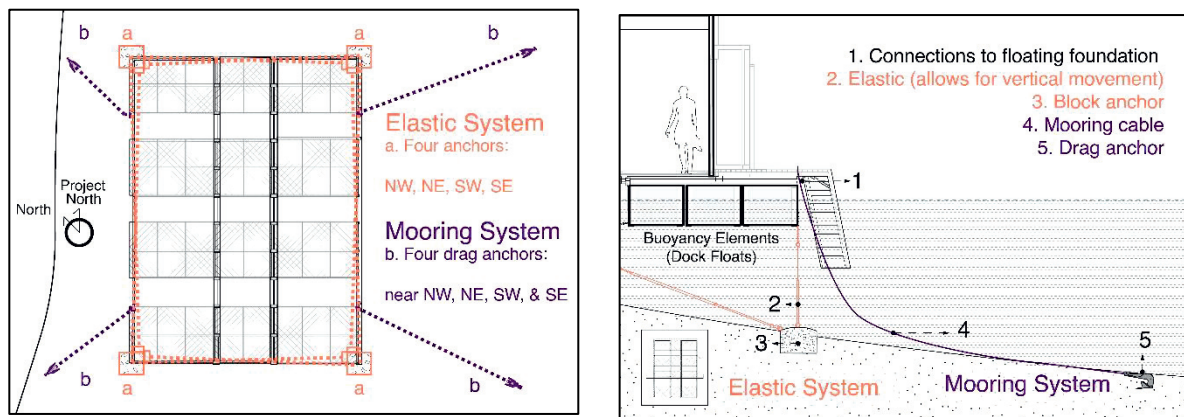 b
a
a
b
Elastic System
a. Four anchors:
NW, NE, SW, SE
Project
North
North
Mooring System
b. Four drag anchors:
near NW, NE, SW, & SE
b
a
a
b
1. Connections to floating foundation
2. Elastic (allows for vertical movement)
3. Block anchor
4. Mooring cable
5. Drag anchor
1
Buoyancy Elements
(Dock Floats)
2
3
4
5
Elastic System
Mooring System